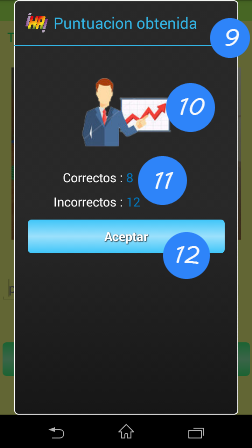 Puntuacion obtenida
9
10
Correctos : 8
11
Incorrectos : 12
Aceptar
12